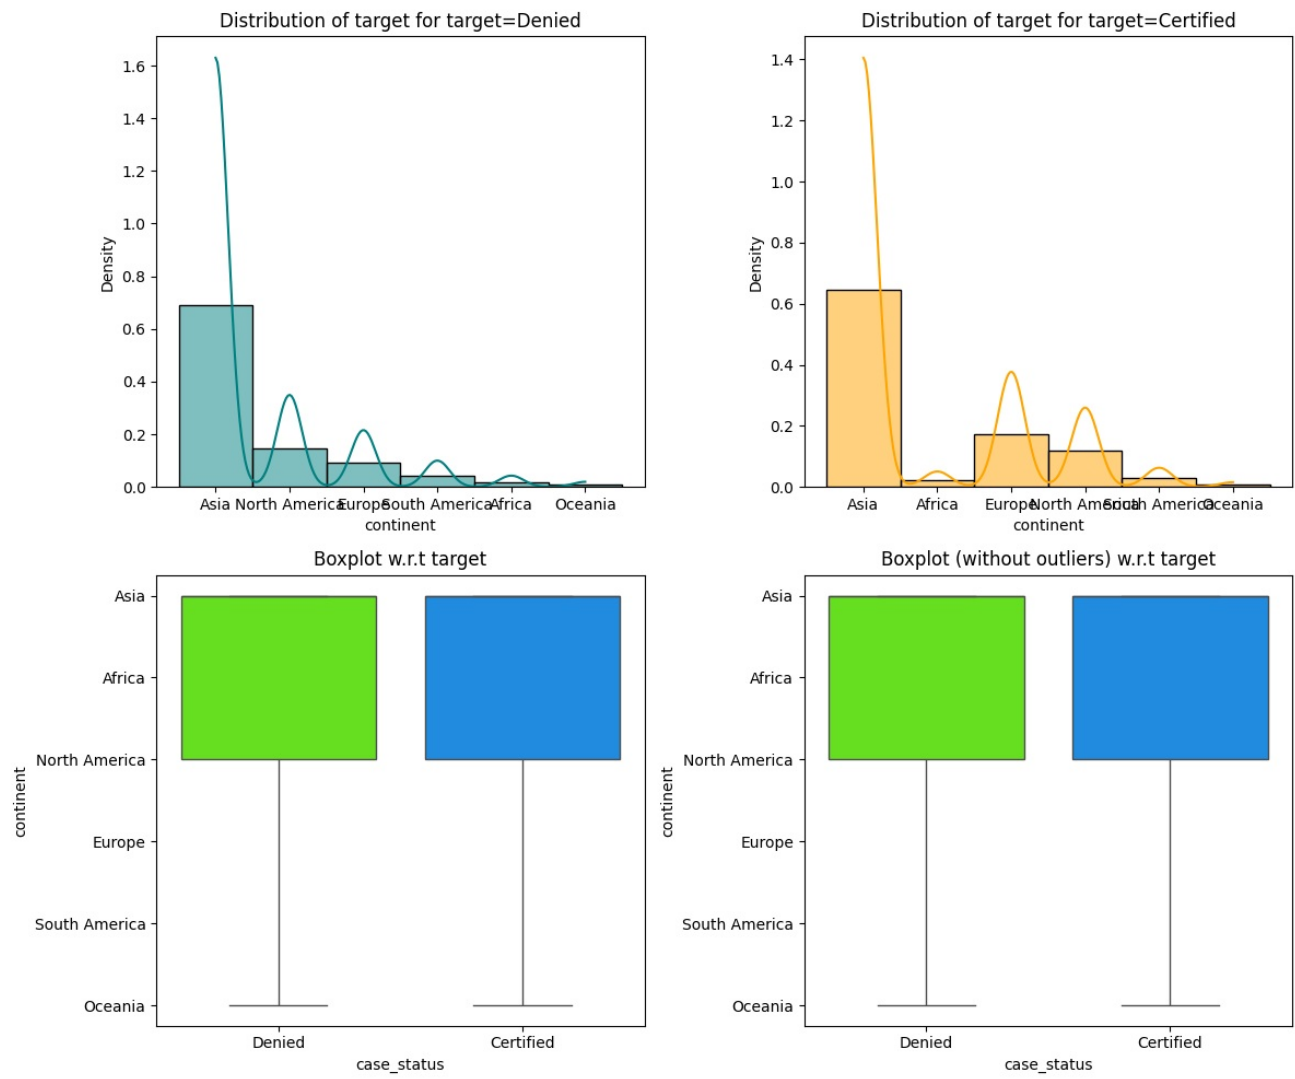 Distribution of target for target=Denied
Density
1.6
1.4
1.2
1.0
0.8
0.6
0.4
0.2
0.0
Asia North America Europe South America Africa Oceania
continent
Distribution of target for target=Certified
Density
1.4
1.2
1.0
0.8
0.6
0.4
0.2
0.0
Asia Africa Europe North America South America Oceania
continent
Boxplot w.r.t target
continent
Asia
Africa
North America
Europe
South America
Oceania
Denied Certified
case_status
Boxplot (without outliers) w.r.t target
continent
Asia
Africa
North America
Europe
South America
Oceania
Denied Certified
case_status